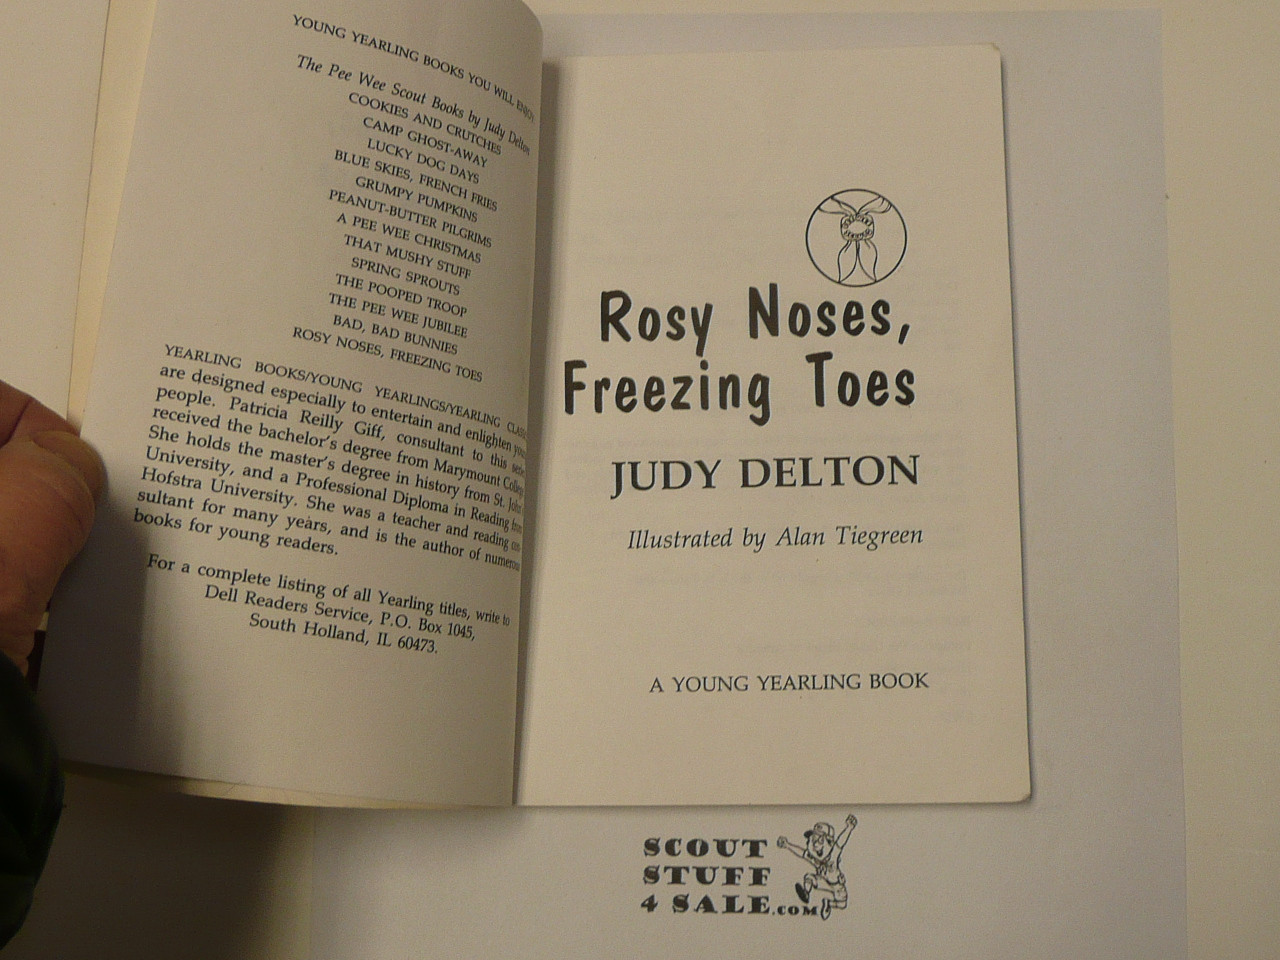 YOUNG YEARLING BOOKS YOU WILL ENJOY
The Pee Wee Scout Books by Judy Delton
COOKIES AND CRUTCHES
CAMP GHOST-AWAY
LUCKY DOG DAYS
BLUE SKIES, FRENCH FRIES
GRUMPY PUMPKINS
PEANUT-BUTTER PILGRIMS
A PEE WEE CHRISTMAS
THAT MUSHY STUFF
SPRING SPROUTS
THE POOPED TROOP
THE PEE WEE JUBILEE
BAD, BAD BUNNIES
ROSY NOSES, FREEZING TOES
YEARLING BOOKS/YOUNG YEARLINGS/YEARLING
are designed especially to entertain and enlighten
people. Patricia Reilly Giff, consultant to this
received the bachelor's degree from Marymount
She holds the master's degree in history from St.
University, and a Professional Diploma in Reading
Hofstra University. She was a teacher and reading
sultant for many years, and is the author of
books for young readers.
For a complete listing of all Yearling titles, write to
Dell Readers Service, P.O. Box 1045,
South Holland, IL 60473.
Rosy Noses,
Freezing Toes
JUDY DELTON
Illustrated by Alan Tiegreen
A YOUNG YEARLING BOOK
SCOUT
STUFF
4 SALE.COM